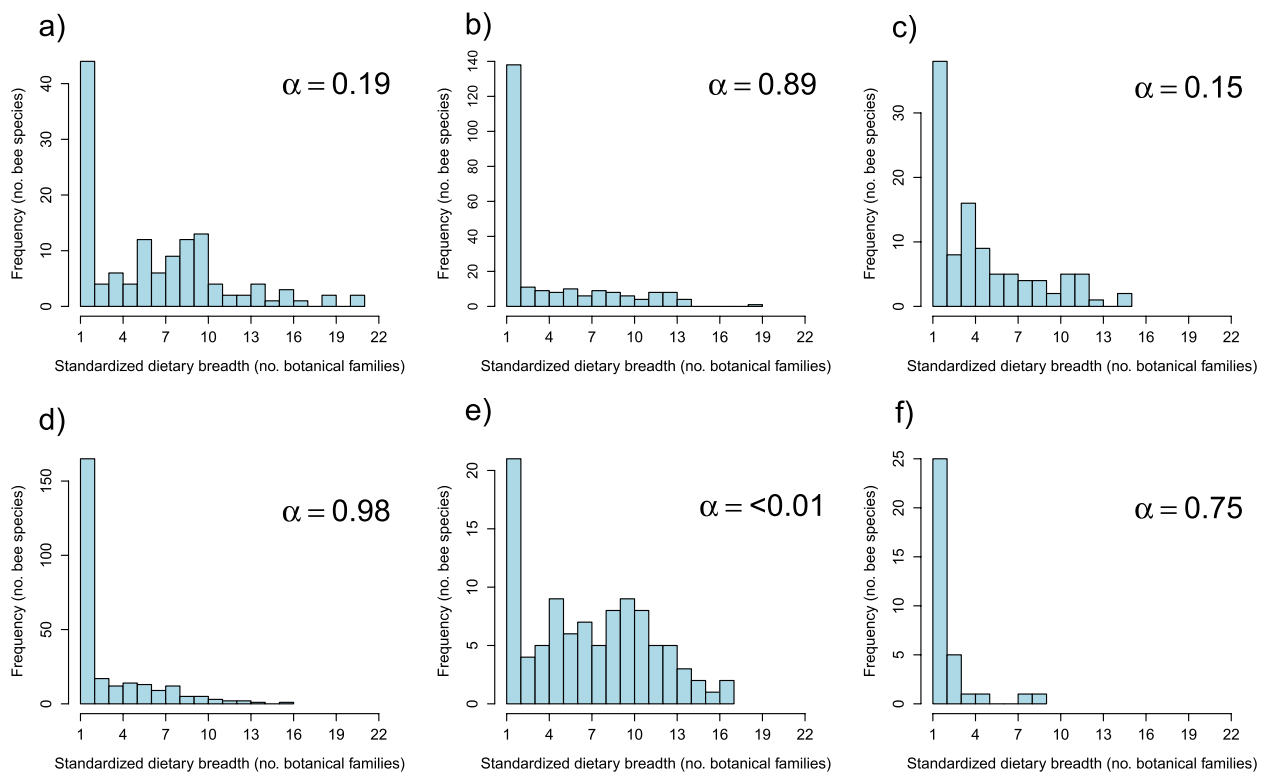 a)
α = 0.19
Frequency (no. bee species)
0 10 20 30 40
1 4 7 10 13 16 19 22
Standardized dietary breadth (no. botanical families)
b)
α = 0.89
Frequency (no. bee species)
0 20 40 60 80 100 120 140
1 4 7 10 13 16 19 22
Standardized dietary breadth (no. botanical families)
c)
α = 0.15
Frequency (no. bee species)
0 10 20 30
1 4 7 10 13 16 19 22
Standardized dietary breadth (no. botanical families)
d)
α = 0.98
Frequency (no. bee species)
0 50 100 150
1 4 7 10 13 16 19 22
Standardized dietary breadth (no. botanical families)
e)
α = <0.01
Frequency (no. bee species)
0 5 10 15 20
1 4 7 10 13 16 19 22
Standardized dietary breadth (no. botanical families)
f)
α = 0.75
Frequency (no. bee species)
0 5 10 15 20 25
1 4 7 10 13 16 19 22
Standardized dietary breadth (no. botanical families)